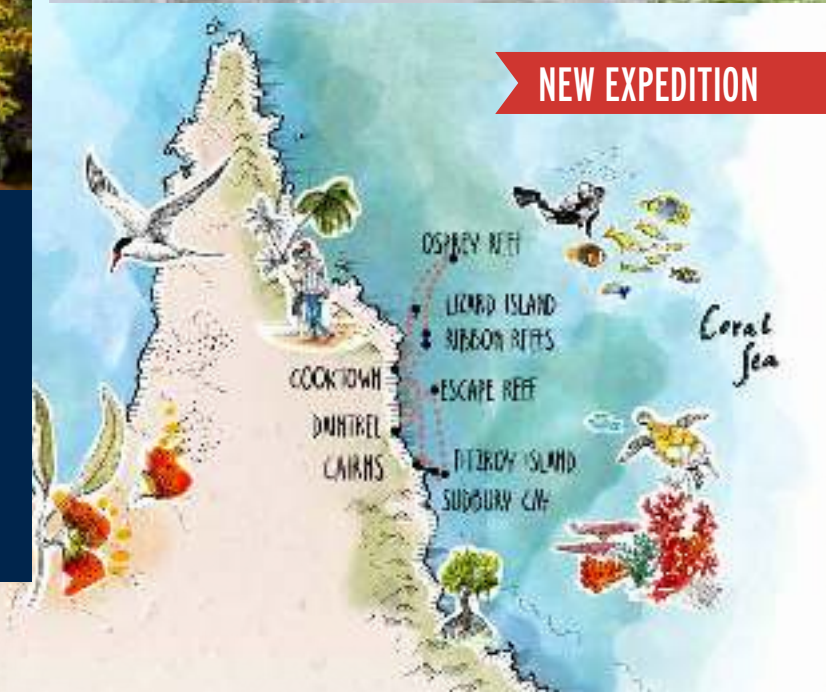 NEW EXPEDITION
OSPREY REEF
LIZARD ISLAND
RIBBON REEFS
Coral
Sea
COOKTOWN
ESCAPE REEF
DAINTREE
CAIRNS
FITZROY ISLAND
SUDBURY CAY